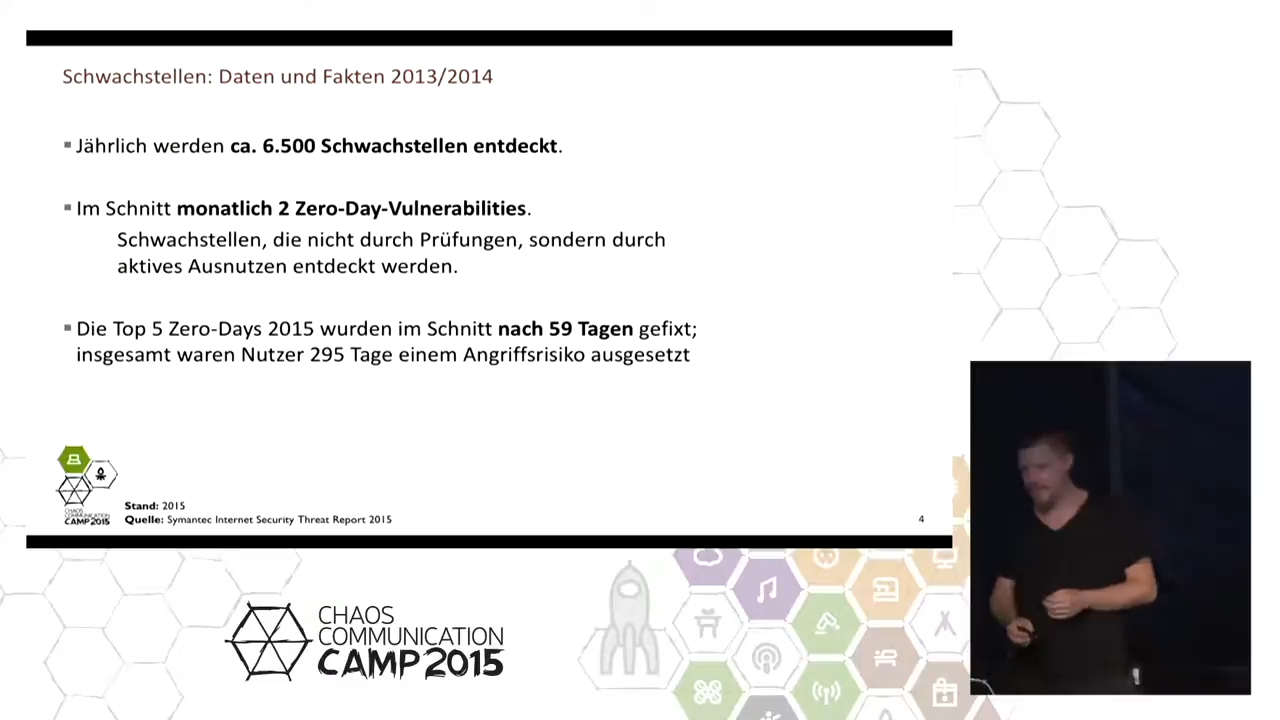 Schwachstellen: Daten und Fakten 2013/2014
Jährlich werden ca. 6.500 Schwachstellen entdeckt.
Im Schnitt monatlich 2 Zero-Day-Vulnerabilities.
Schwachstellen, die nicht durch Prüfungen, sondern durch
aktives Ausnutzen entdeckt werden.
Die Top 5 Zero-Days 2015 wurden im Schnitt nach 59 Tagen gefixt;
insgesamt waren Nutzer 295 Tage einem Angriffsrisiko ausgesetzt
CHAOS
COMMUNICATION
CAMP 2015
Stand: 2015
Quelle: Symantec Internet Security Threat Report 2015
4
CHAOS
COMMUNICATION
CAMP 2015